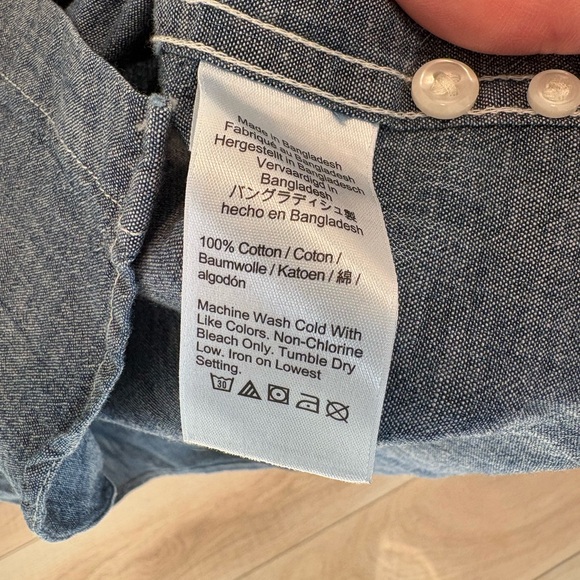 Made in Bangladesh
Fabriqué au Bangladesh
Hergestellt in Bangladesch
Vervaardigd in
Bangladesh
バングラディシュ製
hecho en Bangladesh
100% Cotton / Coton /
Baumwolle / Katoen / 綿 /
algodón
Machine Wash Cold With
Like Colors. Non-Chlorine
Bleach Only. Tumble Dry
Low. Iron on Lowest
Setting.
30